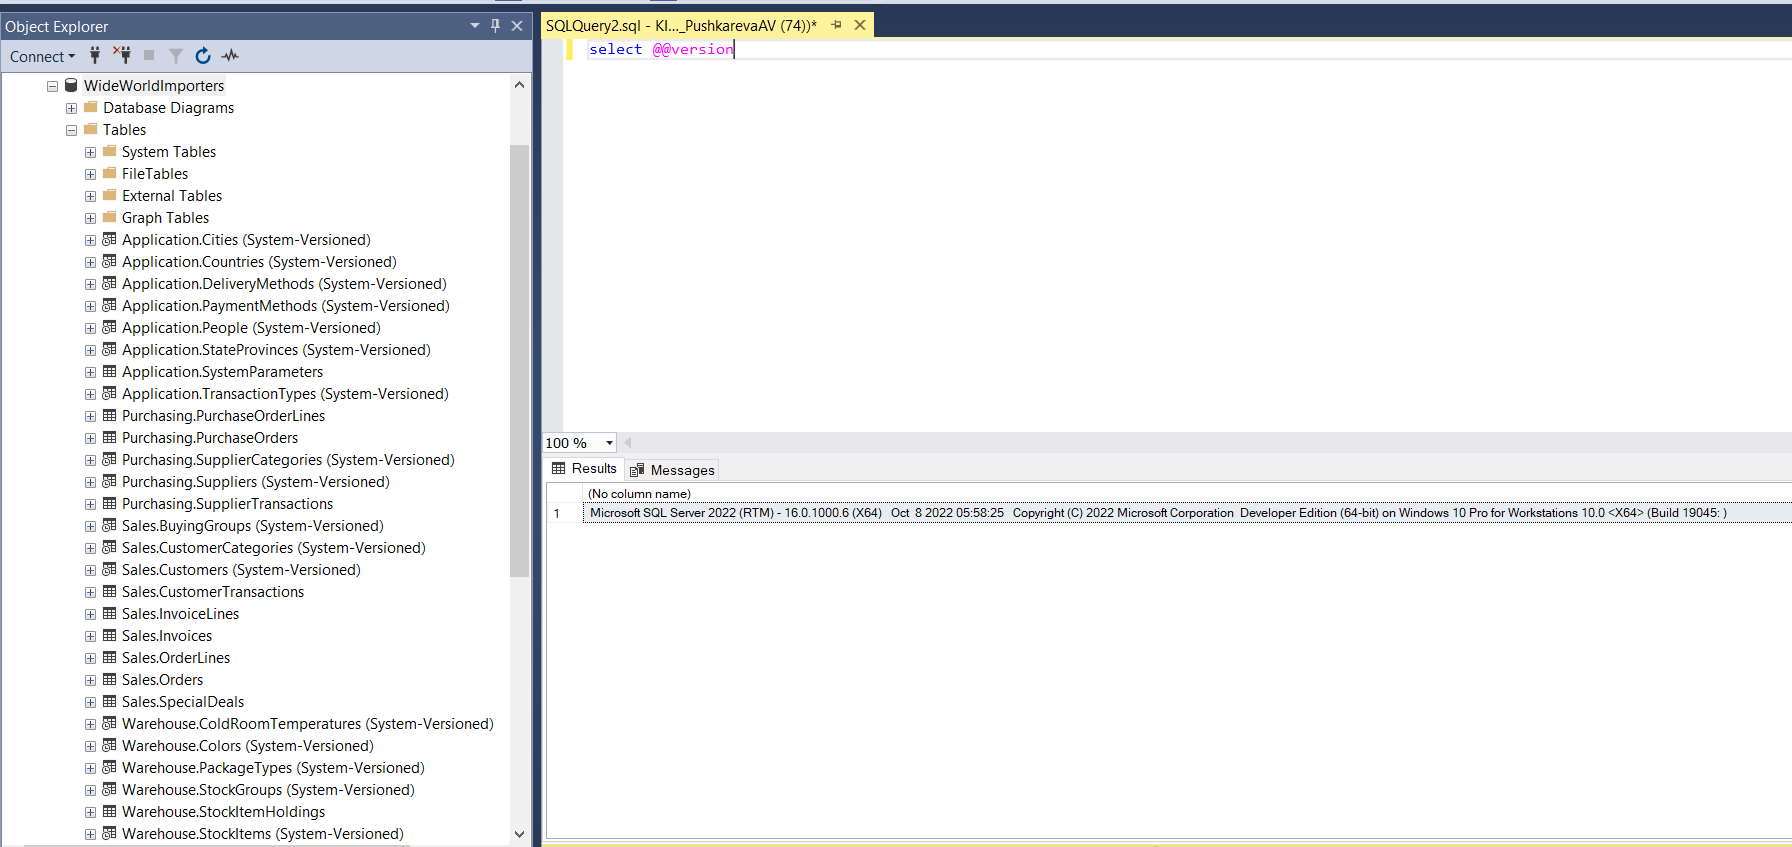 Object Explorer
Connect
WideWorldImporters
Database Diagrams
Tables
System Tables
FileTables
External Tables
Graph Tables
Application.Cities (System-Versioned)
Application.Countries (System-Versioned)
Application.DeliveryMethods (System-Versioned)
Application.PaymentMethods (System-Versioned)
Application.People (System-Versioned)
Application.StateProvinces (System-Versioned)
Application.SystemParameters
Application.TransactionTypes (System-Versioned)
Purchasing.PurchaseOrderLines
Purchasing.PurchaseOrders
Purchasing.SupplierCategories (System-Versioned)
Purchasing.Suppliers (System-Versioned)
Purchasing.SupplierTransactions
Sales.BuyingGroups (System-Versioned)
Sales.CustomerCategories (System-Versioned)
Sales.Customers (System-Versioned)
Sales.CustomerTransactions
Sales.InvoiceLines
Sales.Invoices
Sales.OrderLines
Sales.Orders
Sales.SpecialDeals
Warehouse.ColdRoomTemperatures (System-Versioned)
Warehouse.Colors (System-Versioned)
Warehouse.PackageTypes (System-Versioned)
Warehouse.StockGroups (System-Versioned)
Warehouse.StockItemHoldings
Warehouse.StockItems (System-Versioned)
SQLQuery2.sql - KI..._PushkarevaAV (74))*
select @@version
100 %
Results Messages
(No column name)
1 Microsoft SQL Server 2022 (RTM) - 16.0.1000.6 (X64) Oct 8 2022 05:58:25 Copyright (C) 2022 Microsoft Corporation Developer Edition (64-bit) on Windows 10 Pro for Workstations 10.0 <X64> (Build 19045: )